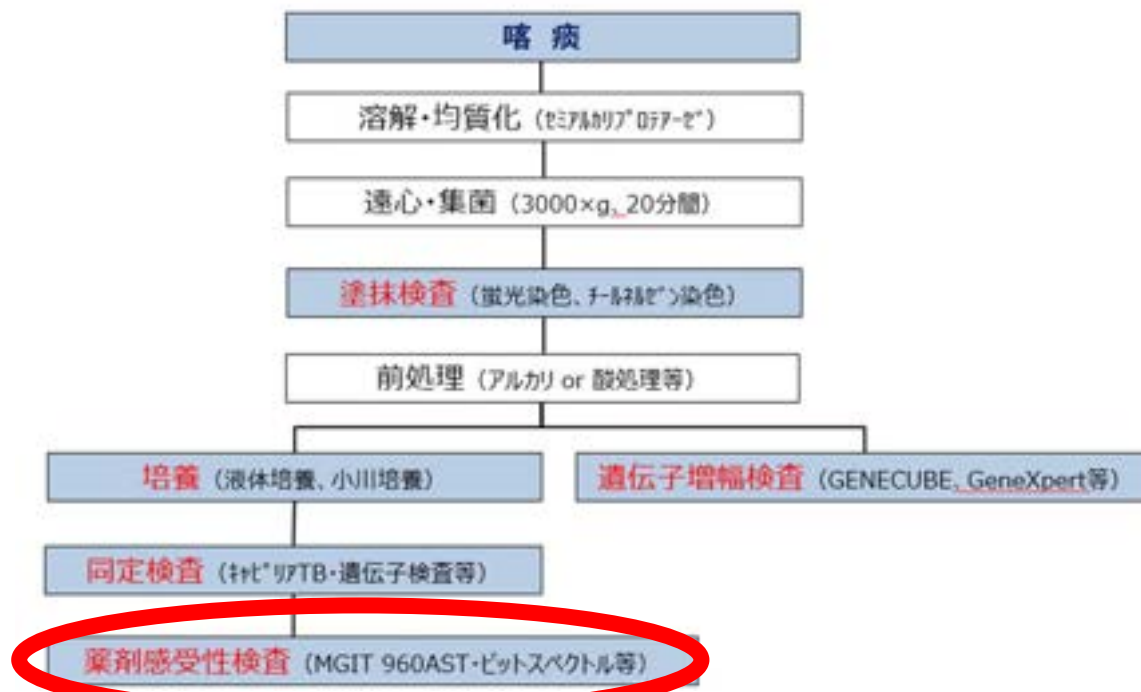 喀 痰
溶解・均質化 (ｾﾐｱﾙｶﾘﾌﾟﾛﾃｱｰｾﾞ)
遠心・集菌 (3000×g、20分間)
塗抹検査 (蛍光染色、ﾁｰﾙﾈﾙｾﾞﾝ染色)
前処理 (アルカリ or 酸処理等)
培養 (液体培養、小川培養)
遺伝子増幅検査 (GENECUBE、GeneXpert等)
同定検査 (ｷｬﾋﾟﾘｱTB・遺伝子検査等)
薬剤感受性検査 (MGIT 960AST・ビットスペクトル等)